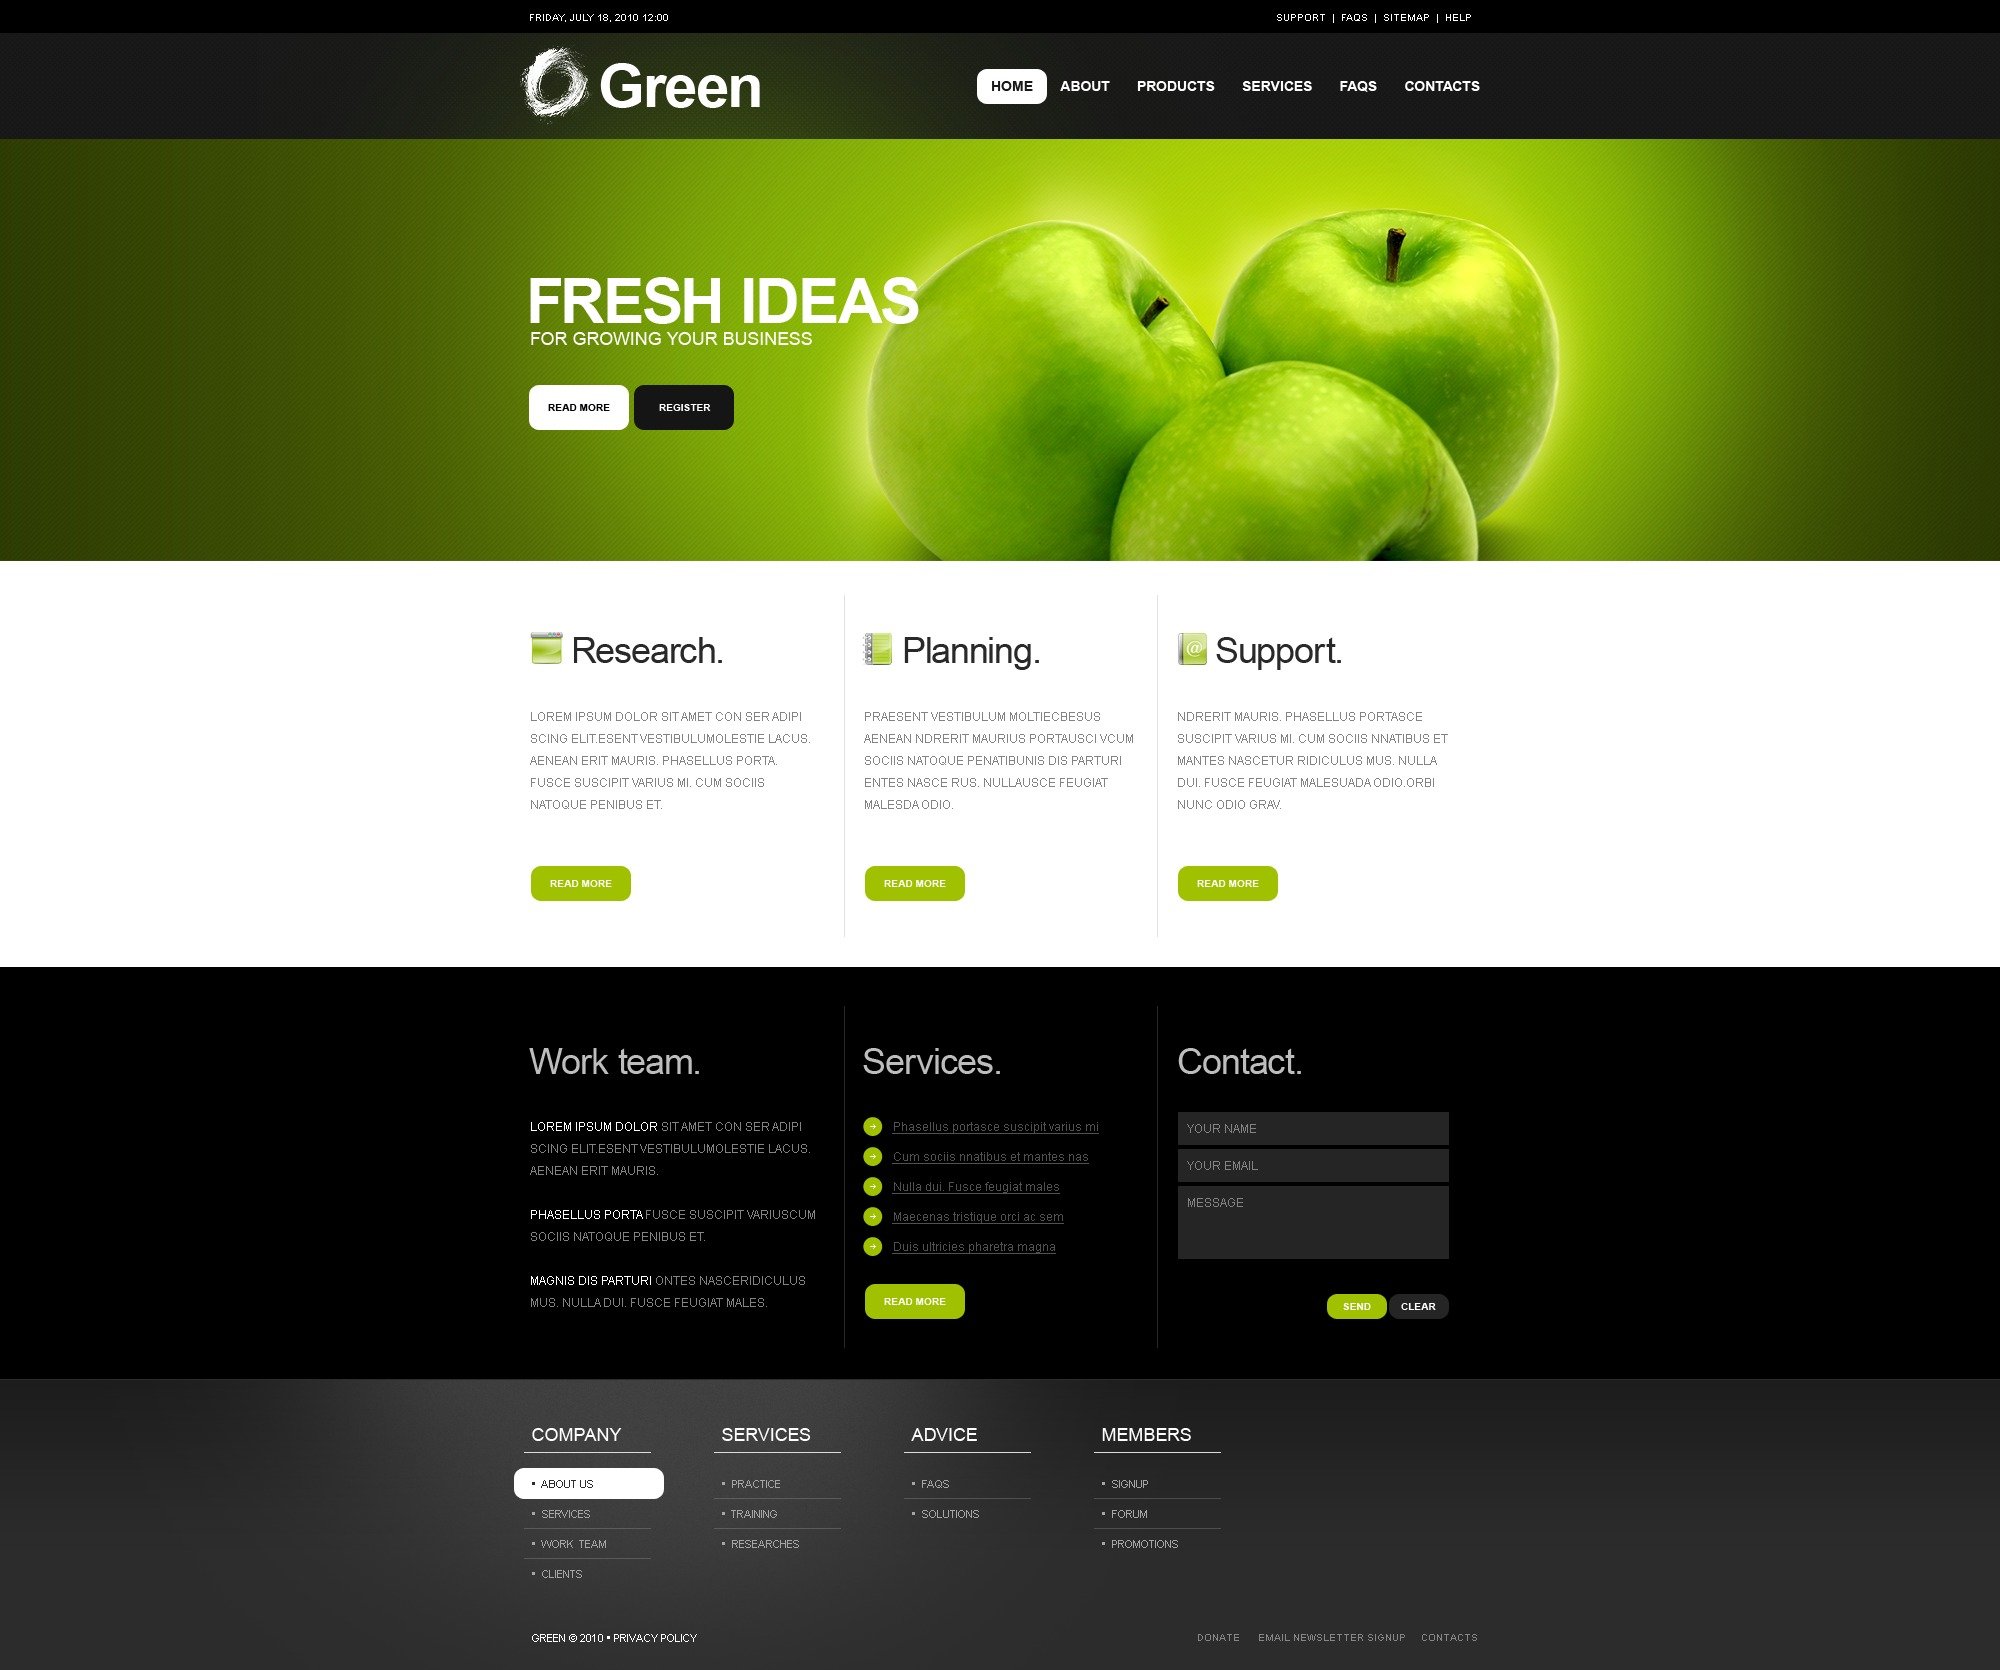 FRIDAY, JULY 18, 2010 12:00
SUPPORT | FAQS | SITEMAP | HELP
Green
HOME ABOUT PRODUCTS SERVICES FAQS CONTACTS
FRESH IDEAS
FOR GROWING YOUR BUSINESS
READ MORE REGISTER
Research.
LOREM IPSUM DOLOR SIT AMET CON SER ADIPI
SCING ELIT.ESENT VESTIBULUMOLESTIE LACUS.
AENEAN ERIT MAURIS. PHASELLUS PORTA.
FUSCE SUSCIPIT VARIUS MI. CUM SOCIIS
NATOQUE PENIBUS ET.
READ MORE
Planning.
PRAESENT VESTIBULUM MOLTIECBESUS
AENEAN NDRERIT MAURIUS PORTAUSCI VCUM
SOCIIS NATOQUE PENATIBUNIS DIS PARTURI
ENTES NASCE RUS. NULLAUSCE FEUGIAT
MALESDA ODIO.
READ MORE
Support.
@
NDRERIT MAURIS. PHASELLUS PORTASCE
SUSCIPIT VARIUS MI. CUM SOCIIS NNATIBUS ET
MANTES NASCETUR RIDICULUS MUS. NULLA
DUI. FUSCE FEUGIAT MALESUADA ODIO.ORBI
NUNC ODIO GRAV.
READ MORE
Work team.
LOREM IPSUM DOLOR SIT AMET CON SER ADIPI
SCING ELIT.ESENT VESTIBULUMOLESTIE LACUS.
AENEAN ERIT MAURIS.
PHASELLUS PORTA FUSCE SUSCIPIT VARIUSCUM
SOCIIS NATOQUE PENIBUS ET.
MAGNIS DIS PARTURI ONTES NASCERIDICULUS
MUS. NULLA DUI. FUSCE FEUGIAT MALES.
Services.
Phasellus portasce suscipit varius mi
Cum sociis nnatibus et mantes nas
Nulla dui. Fusce feugiat males
Maecenas tristique orci ac sem
Duis ultricies pharetra magna
READ MORE
Contact.
YOUR NAME
YOUR EMAIL
MESSAGE
SEND CLEAR
COMPANY
▪ ABOUT US
▪ SERVICES
▪ WORK TEAM
▪ CLIENTS
SERVICES
▪ PRACTICE
▪ TRAINING
▪ RESEARCHES
ADVICE
▪ FAQS
▪ SOLUTIONS
MEMBERS
▪ SIGNUP
▪ FORUM
▪ PROMOTIONS
GREEN © 2010 ▪ PRIVACY POLICY
DONATE EMAIL NEWSLETTER SIGNUP CONTACTS